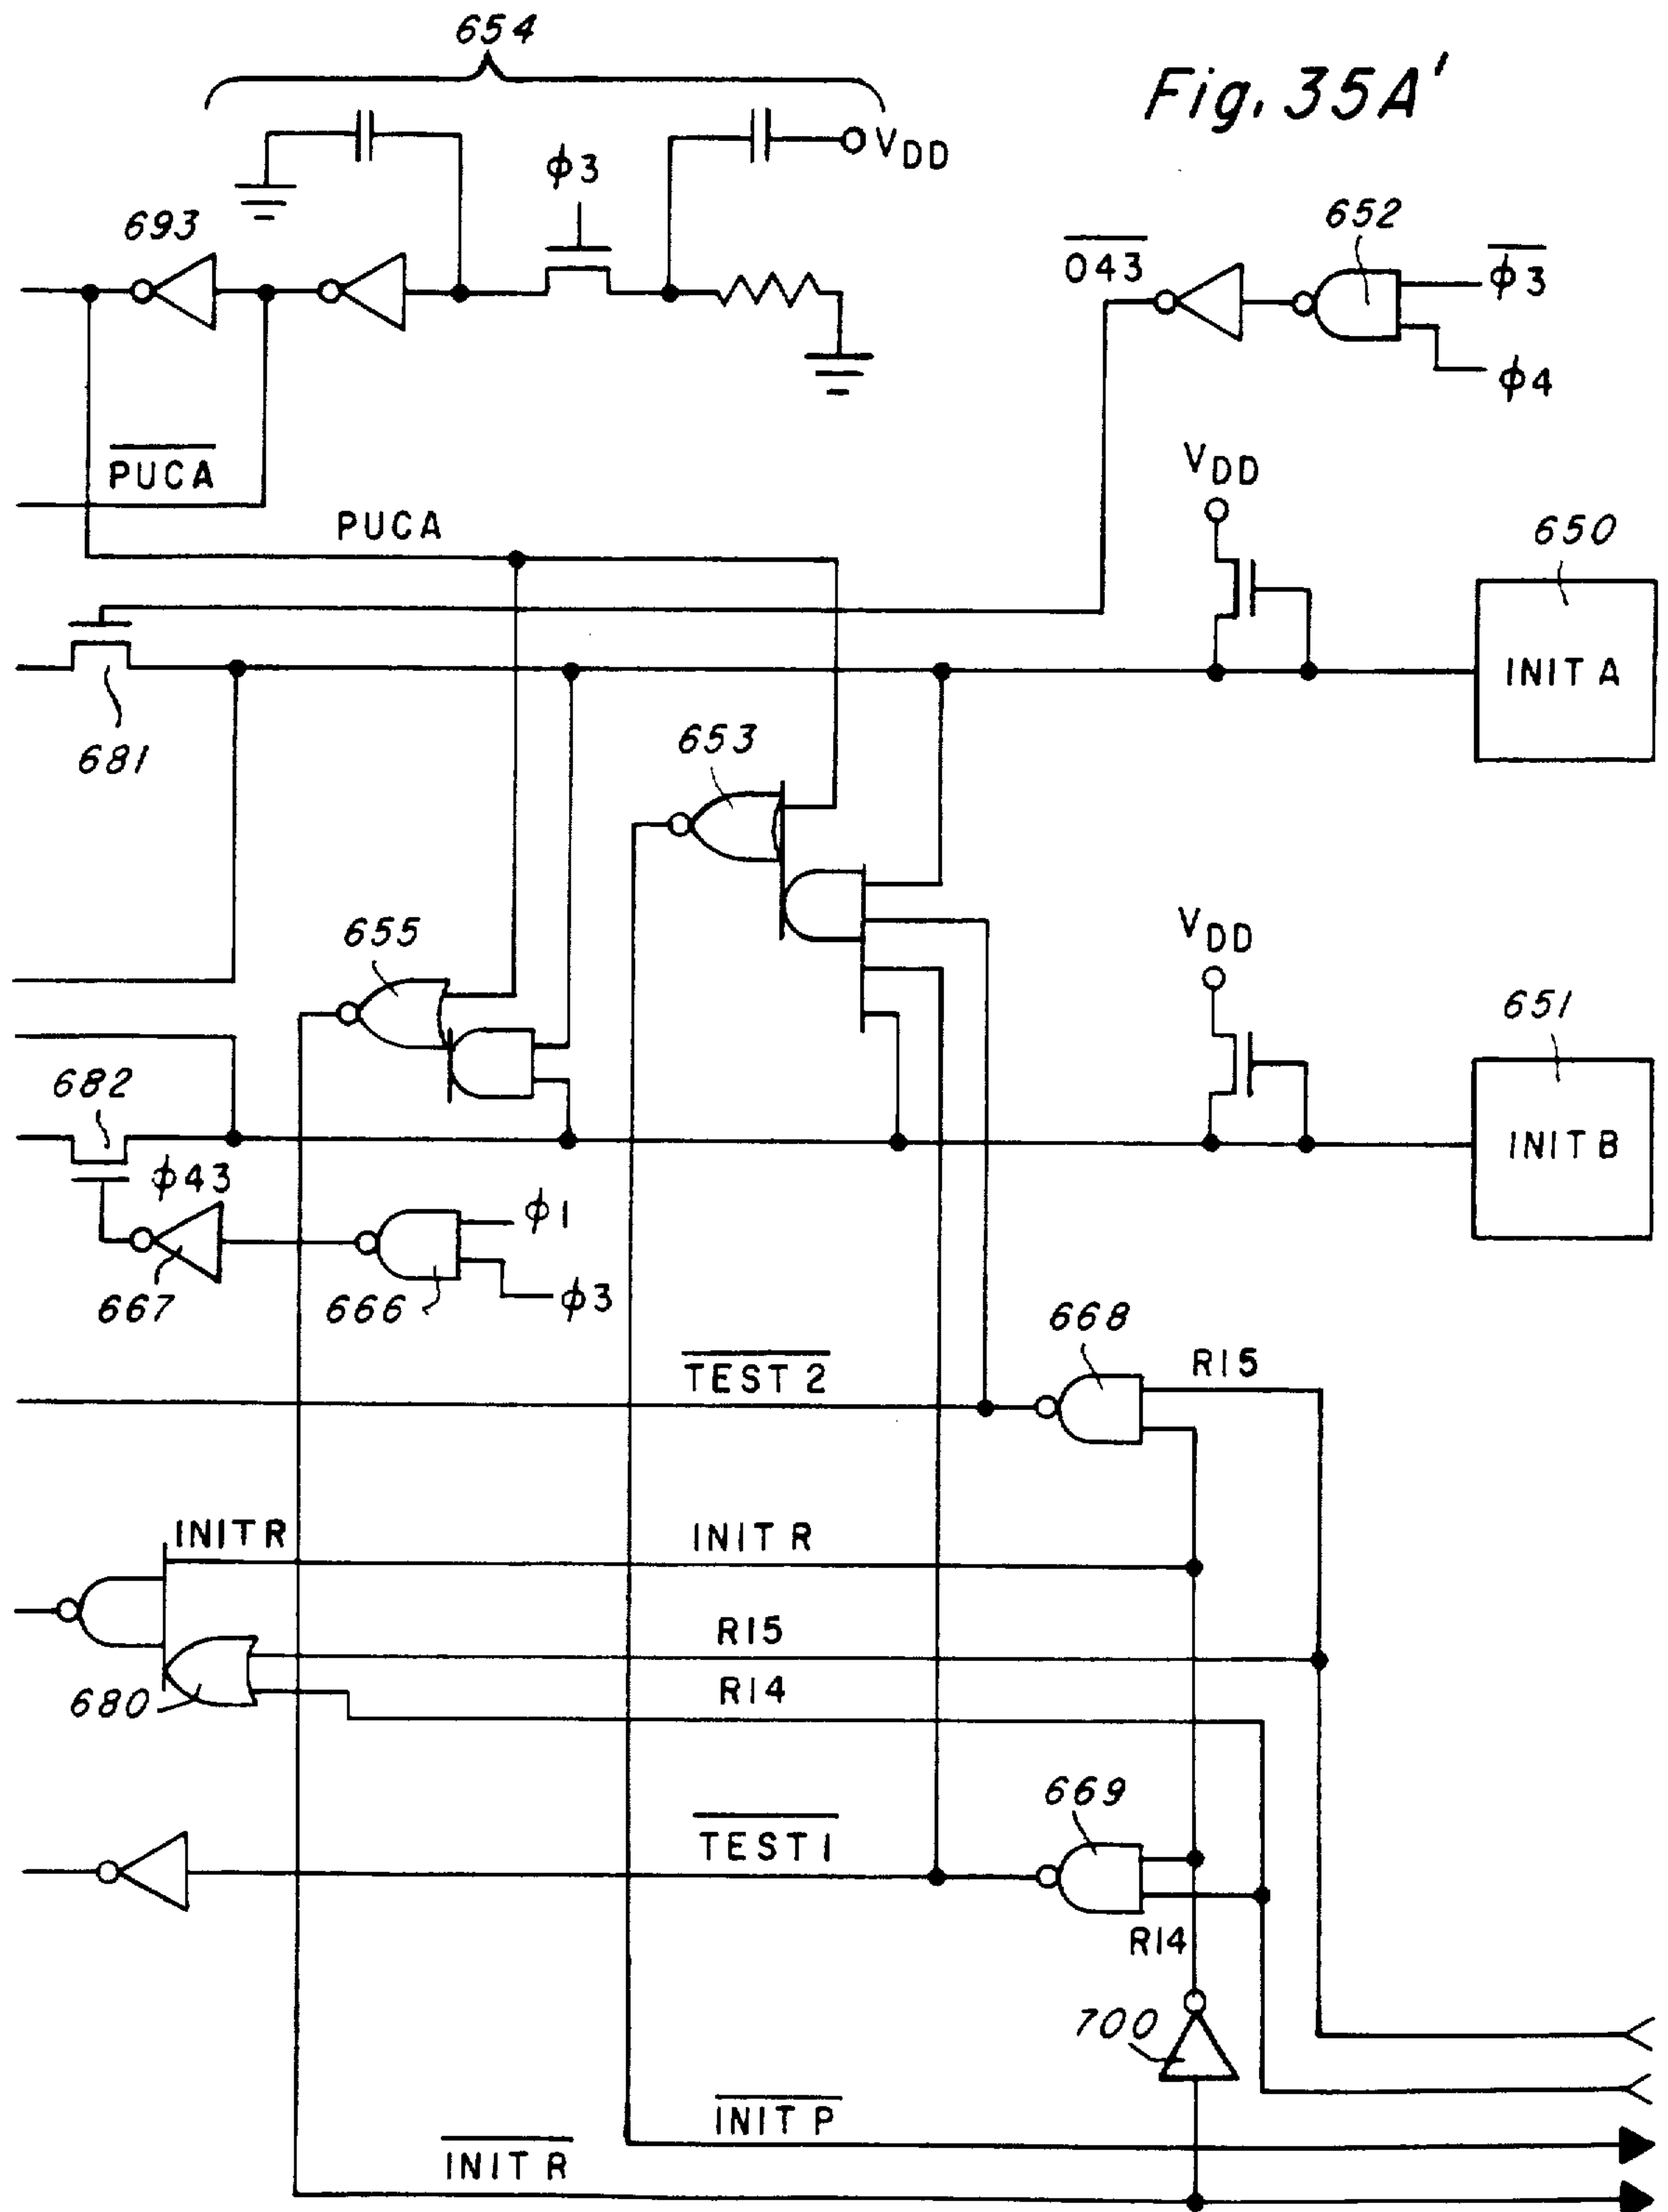 654
Fig. 35A'
VDD
ϕ3
693
652
043
ϕ3
ϕ4
PUCA
VDD
PUCA
650
INIT A
681
653
VDD
655
651
682
INIT B
ϕ43
ϕ1
667
666
ϕ3
668
R15
TEST 2
INIT R
INIT R
R15
R14
680
669
TEST 1
R14
700
INIT P
INIT R